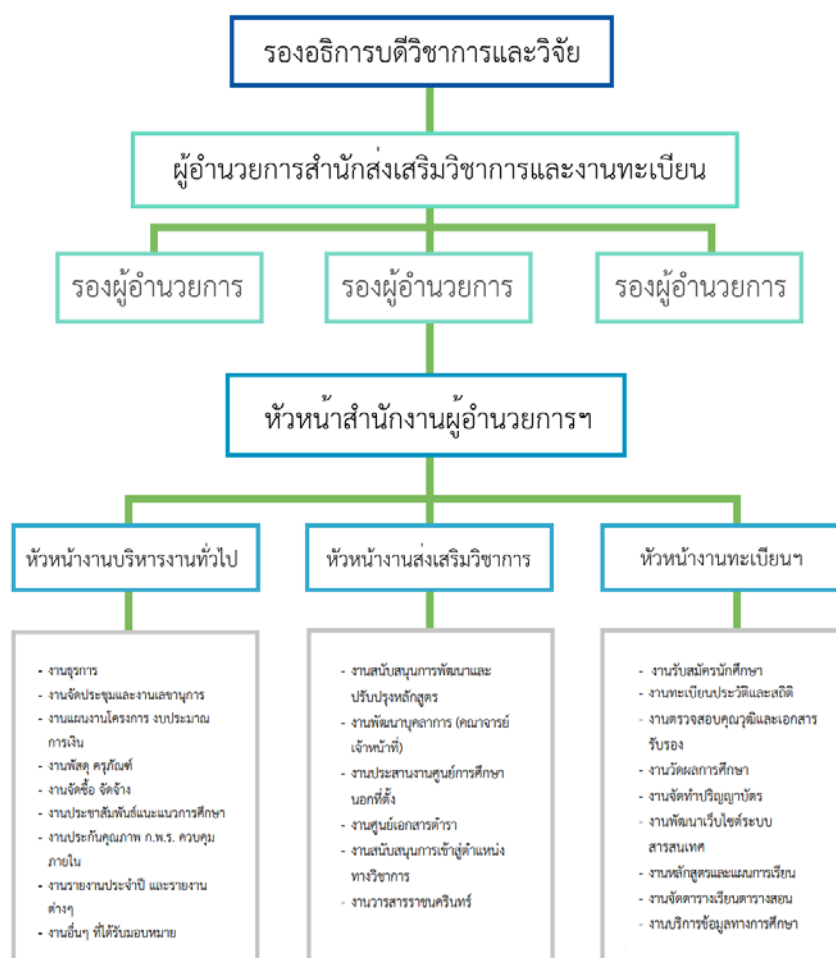 รองอธิการบดีวิชาการและวิจัย
ผู้อำนวยการสำนักส่งเสริมวิชาการและงานทะเบียน
รองผู้อำนวยการ
รองผู้อำนวยการ
รองผู้อำนวยการ
หัวหน้าสำนักงานผู้อำนวยการฯ
หัวหน้างานบริหารงานทั่วไป
หัวหน้างานส่งเสริมวิชาการ
หัวหน้างานทะเบียนฯ
- งานธุรการ
- งานจัดประชุมและงานเลขานุการ
- งานแผนงานโครงการ งบประมาณ
การเงิน
- งานพัสดุ ครุภัณฑ์
- งานจัดซื้อ จัดจ้าง
- งานประชาสัมพันธ์แนะแนวการศึกษา
- งานประกันคุณภาพ ก.พ.ร. ควบคุม
ภายใน
- งานรายงานประจำปี และรายงาน
ต่างๆ
- งานอื่นๆ ที่ได้รับมอบหมาย
- งานสนับสนุนการพัฒนาและ
ปรับปรุงหลักสูตร
- งานพัฒนาบุคลาการ (คณาจารย์
เจ้าหน้าที่)
- งานประสานงานศูนย์การศึกษา
นอกที่ตั้ง
- งานศูนย์เอกสารตำรา
- งานสนับสนุนการเข้าสู่ตำแหน่ง
ทางวิชาการ
- งานวารสารราชนครินทร์
- งานรับสมัครนักศึกษา
- งานทะเบียนประวัติและสถิติ
- งานตรวจสอบคุณวุฒิและเอกสาร
รับรอง
- งานวัดผลการศึกษา
- งานจัดทำปริญญาบัตร
- งานพัฒนาเว็บไซต์ระบบ
สารสนเทศ
- งานหลักสูตรและแผนการเรียน
- งานจัดตารางเรียนตารางสอน
- งานบริการข้อมูลทางการศึกษา